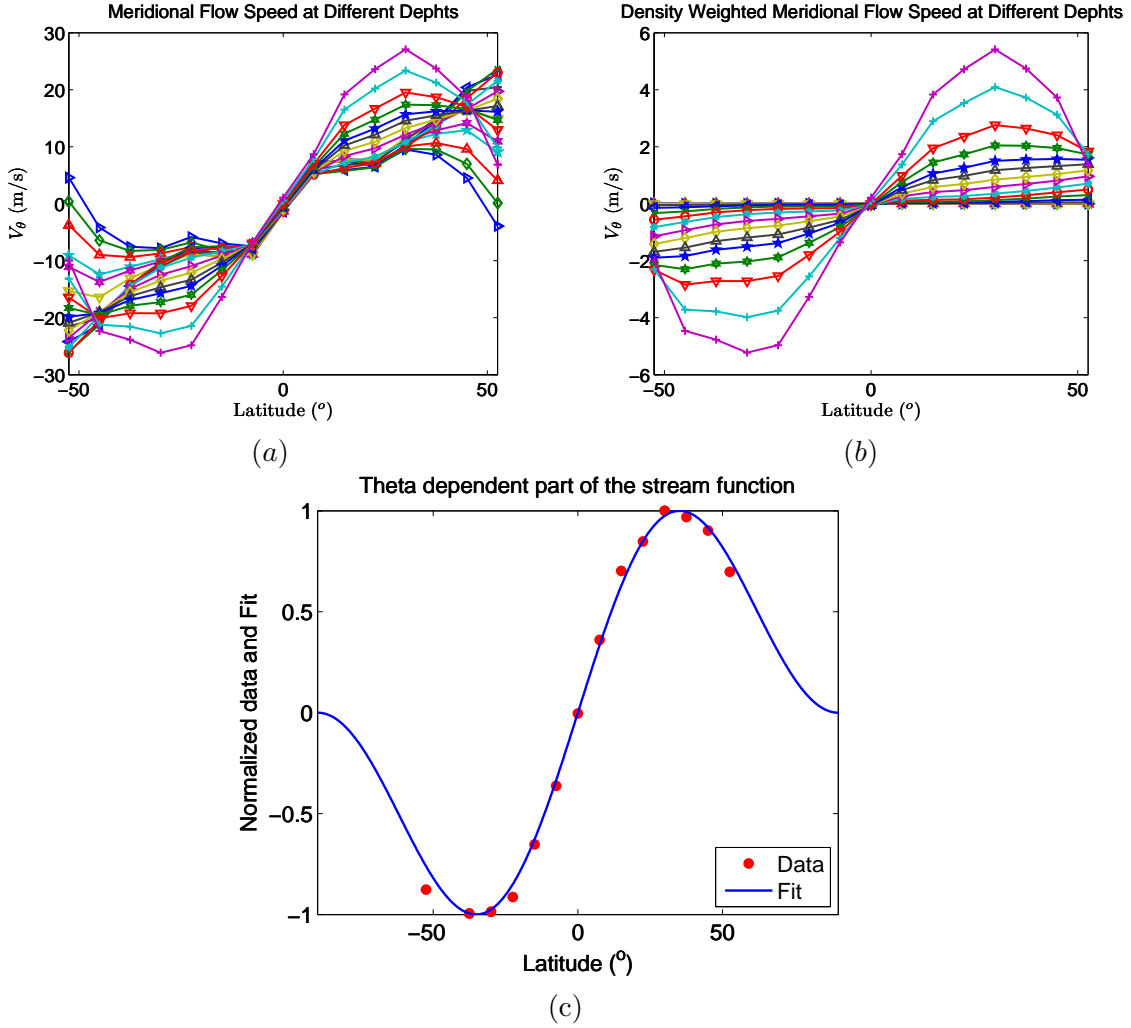 Meridional Flow Speed at Different Dephts
30
20
10
0
−10
−20
−30
−50
0
50
V_θ (m/s)
Latitude (°)
(a)
Density Weighted Meridional Flow Speed at Different Dephts
6
4
2
0
−2
−4
−6
−50
0
50
V_θ (m/s)
Latitude (°)
(b)
Theta dependent part of the stream function
1
0.5
0
−0.5
−1
−50
0
50
Normalized data and Fit
Latitude (°)
Data
Fit
(c)